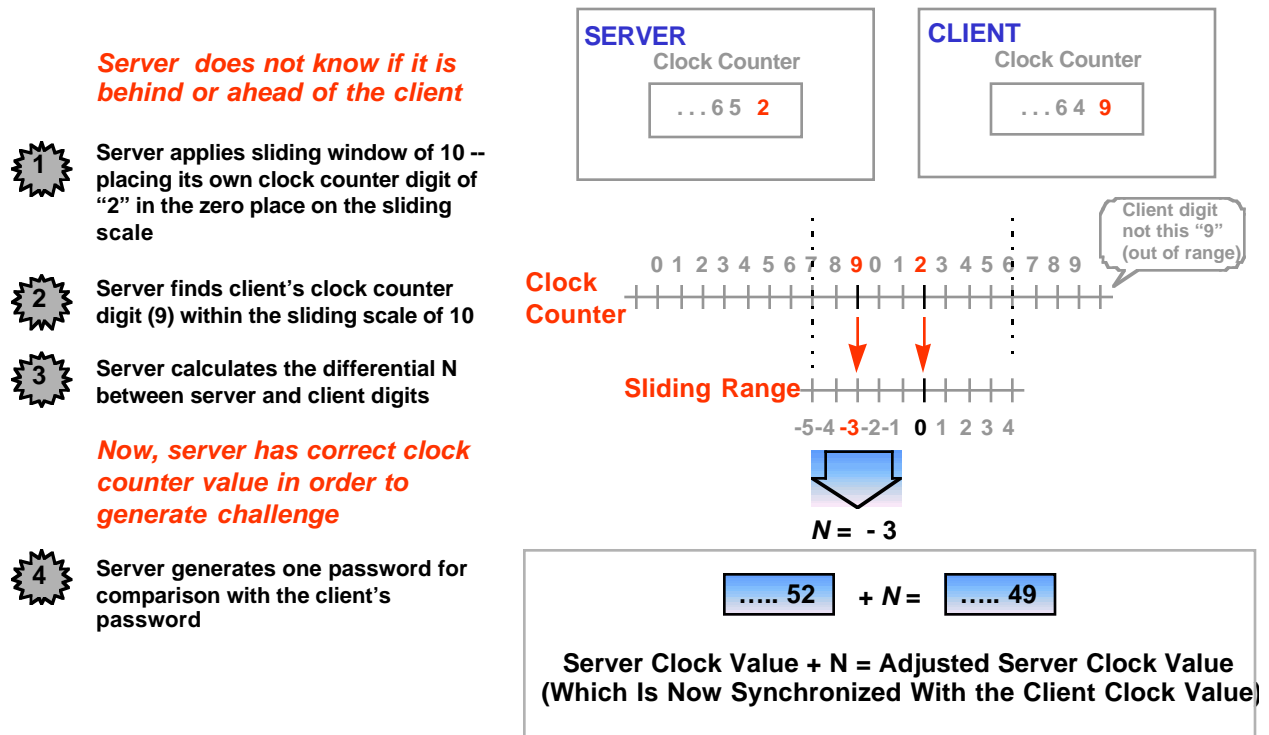 Server does not know if it is
behind or ahead of the client
1
Server applies sliding window of 10 --
placing its own clock counter digit of
“2” in the zero place on the sliding
scale
2
Server finds client’s clock counter
digit (9) within the sliding scale of 10
3
Server calculates the differential N
between server and client digits
Now, server has correct clock
counter value in order to
generate challenge
4
Server generates one password for
comparison with the client’s
password
SERVER
Clock Counter
...65 2
CLIENT
Clock Counter
...64 9
Client digit
not this “9”
(out of range)
0 1 2 3 4 5 6 7 8 9 0 1 2 3 4 5 6 7 8 9
Clock
Counter
Sliding Range
-5-4-3-2-1 0 1 2 3 4
N = - 3
….. 52 + N = ….. 49
Server Clock Value + N = Adjusted Server Clock Value
(Which Is Now Synchronized With the Client Clock Value)